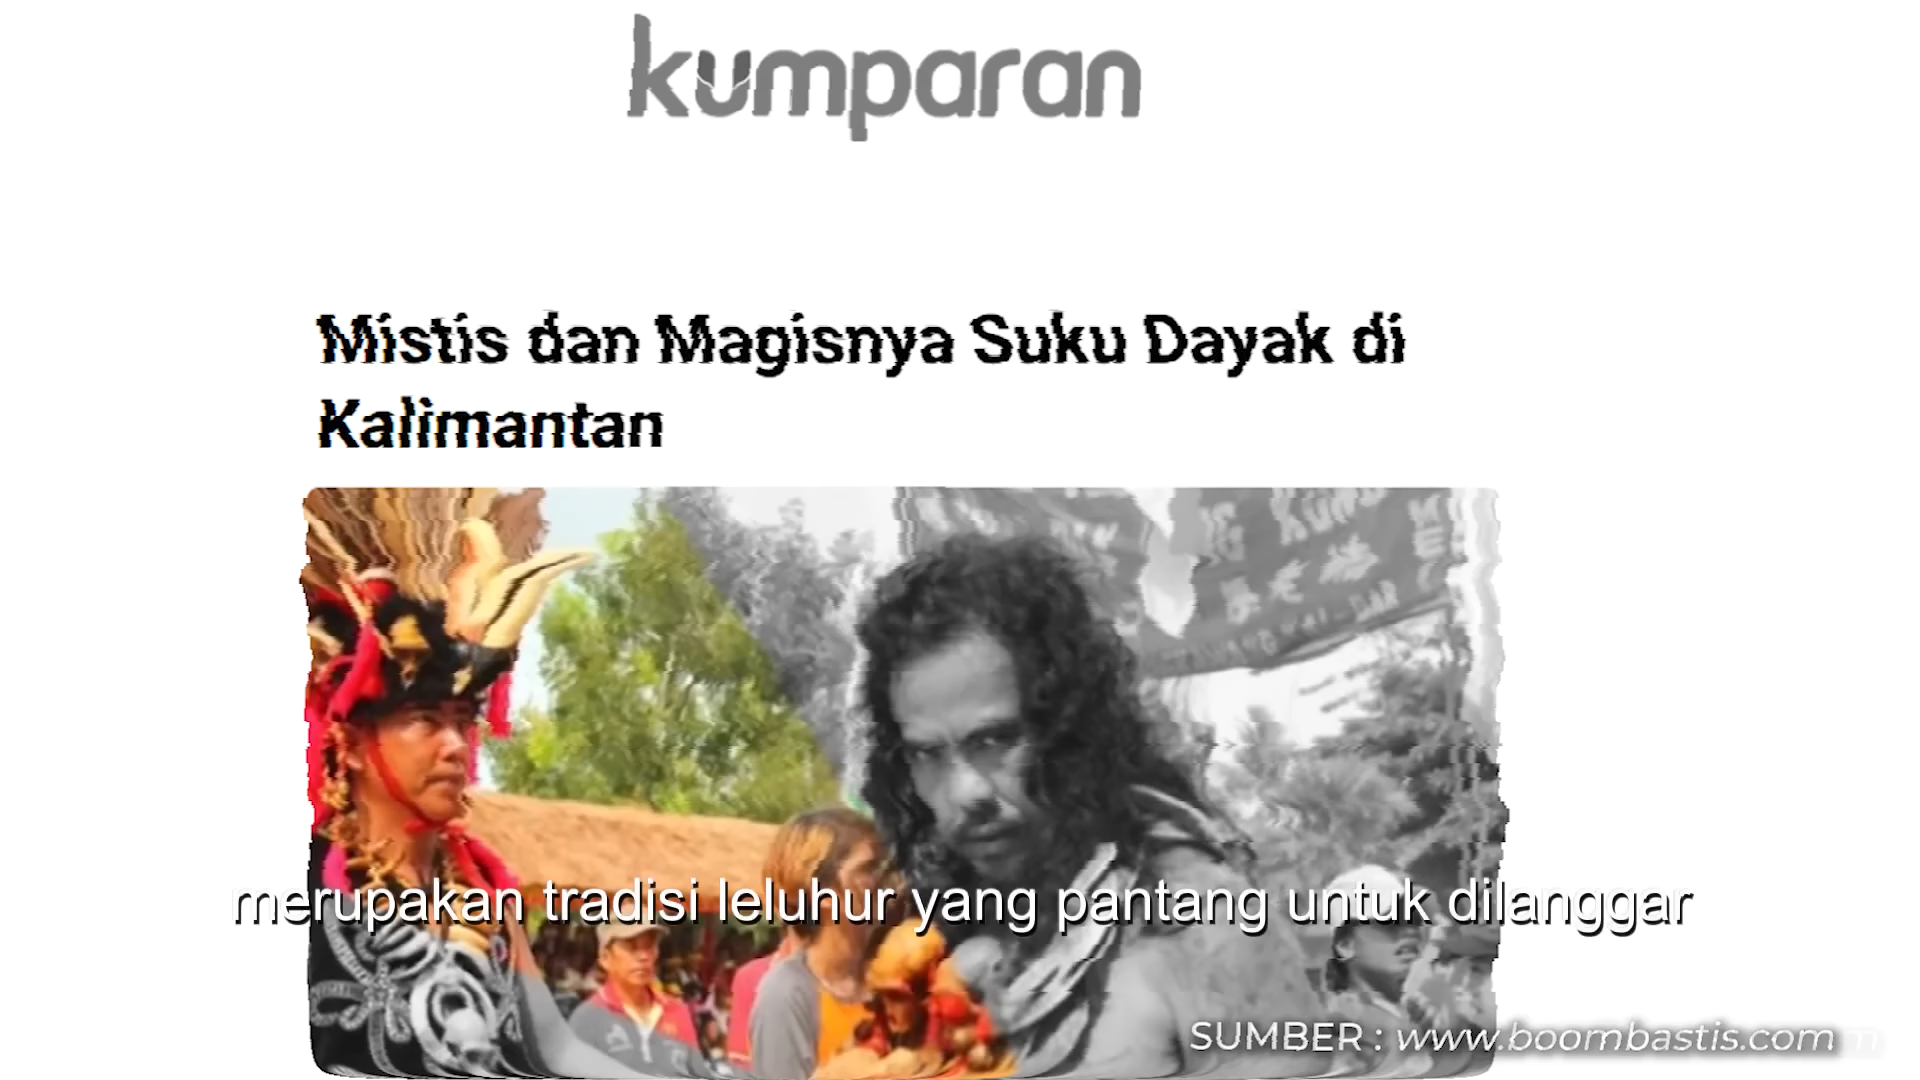 kumparan
Mistis dan Magisnya Suku Dayak di
Kalimantan
merupakan tradisi leluhur yang pantang untuk dilanggar
SUMBER : www.boombastis.com